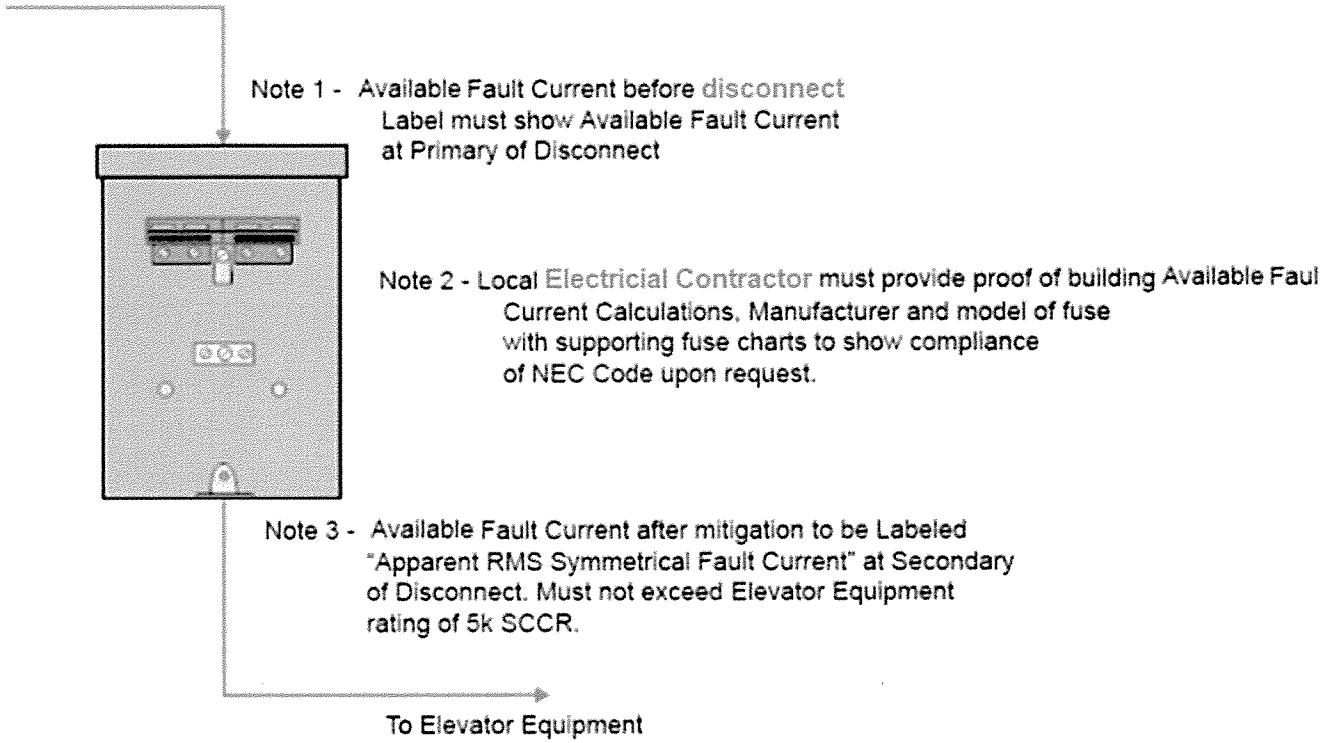 Note 1 - Available Fault Current before disconnect
Label must show Available Fault Current
at Primary of Disconnect
Note 2 - Local Electricial Contractor must provide proof of building Available Faul
Current Calculations, Manufacturer and model of fuse
with supporting fuse charts to show compliance
of NEC Code upon request.
Note 3 - Available Fault Current after mitigation to be Labeled
"Apparent RMS Symmetrical Fault Current" at Secondary
of Disconnect. Must not exceed Elevator Equipment
rating of 5k SCCR.
To Elevator Equipment